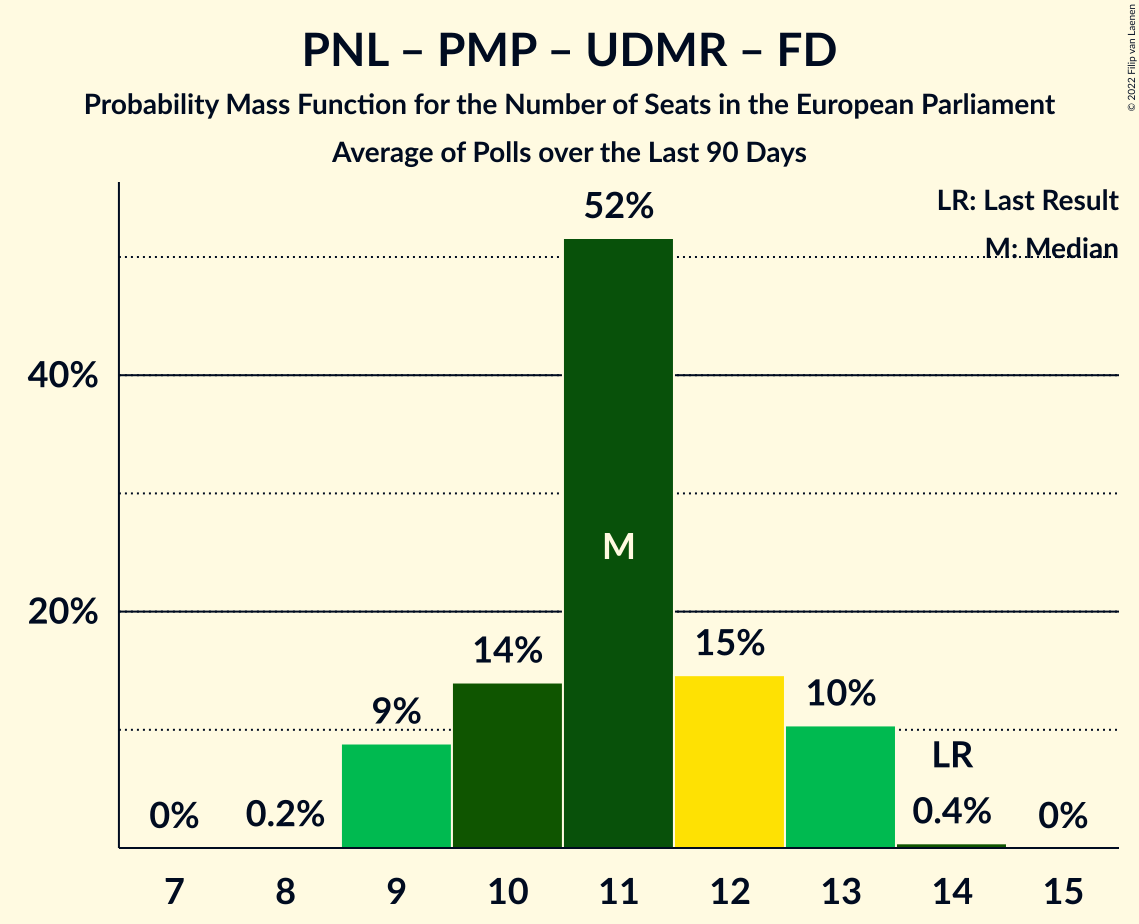 PNL – PMP – UDMR – FD
Probability Mass Function for the Number of Seats in the European Parliament
Average of Polls over the Last 90 Days
© 2022 Filip van Laenen
LR: Last Result
M: Median
52%
40%
M
20%
15%
14%
10%
9%
LR
0% 0.2% 0.4% 0%
7 8 9 10 11 12 13 14 15